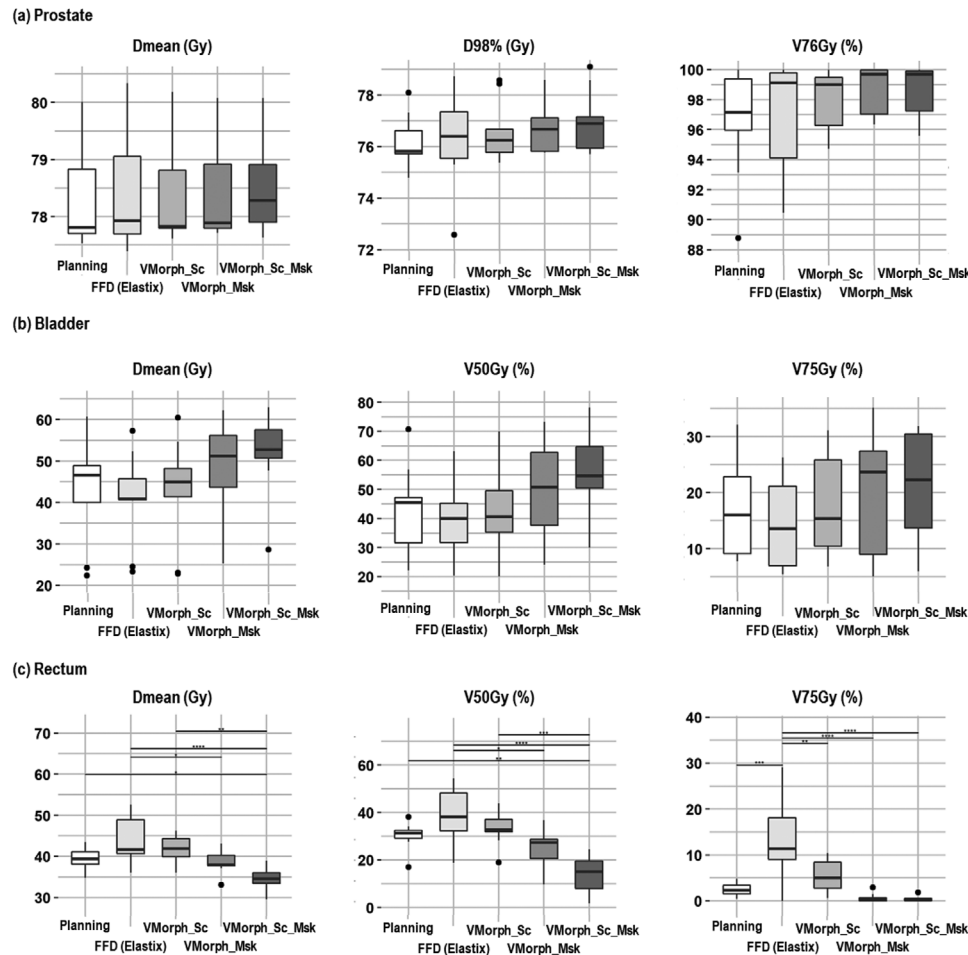 (a) Prostate
Dmean (Gy)
80
79
78
Planning
FFD (Elastix)
VMorph_Sc
VMorph_Msk
VMorph_Sc_Msk
D98% (Gy)
78
76
74
72
Planning
FFD (Elastix)
VMorph_Sc
VMorph_Msk
VMorph_Sc_Msk
V76Gy (%)
100
98
96
94
92
90
88
Planning
FFD (Elastix)
VMorph_Sc
VMorph_Msk
VMorph_Sc_Msk
(b) Bladder
Dmean (Gy)
60
50
40
30
20
Planning
FFD (Elastix)
VMorph_Sc
VMorph_Msk
VMorph_Sc_Msk
V50Gy (%)
80
70
60
50
40
30
20
Planning
FFD (Elastix)
VMorph_Sc
VMorph_Msk
VMorph_Sc_Msk
V75Gy (%)
30
20
10
Planning
FFD (Elastix)
VMorph_Sc
VMorph_Msk
VMorph_Sc_Msk
(c) Rectum
Dmean (Gy)
70
60
50
40
30
**
****
*
*
Planning
FFD (Elastix)
VMorph_Sc
VMorph_Msk
VMorph_Sc_Msk
V50Gy (%)
60
40
20
0
***
****
*
**
Planning
FFD (Elastix)
VMorph_Sc
VMorph_Msk
VMorph_Sc_Msk
V75Gy (%)
40
30
20
10
0
****
****
**
***
Planning
FFD (Elastix)
VMorph_Sc
VMorph_Msk
VMorph_Sc_Msk